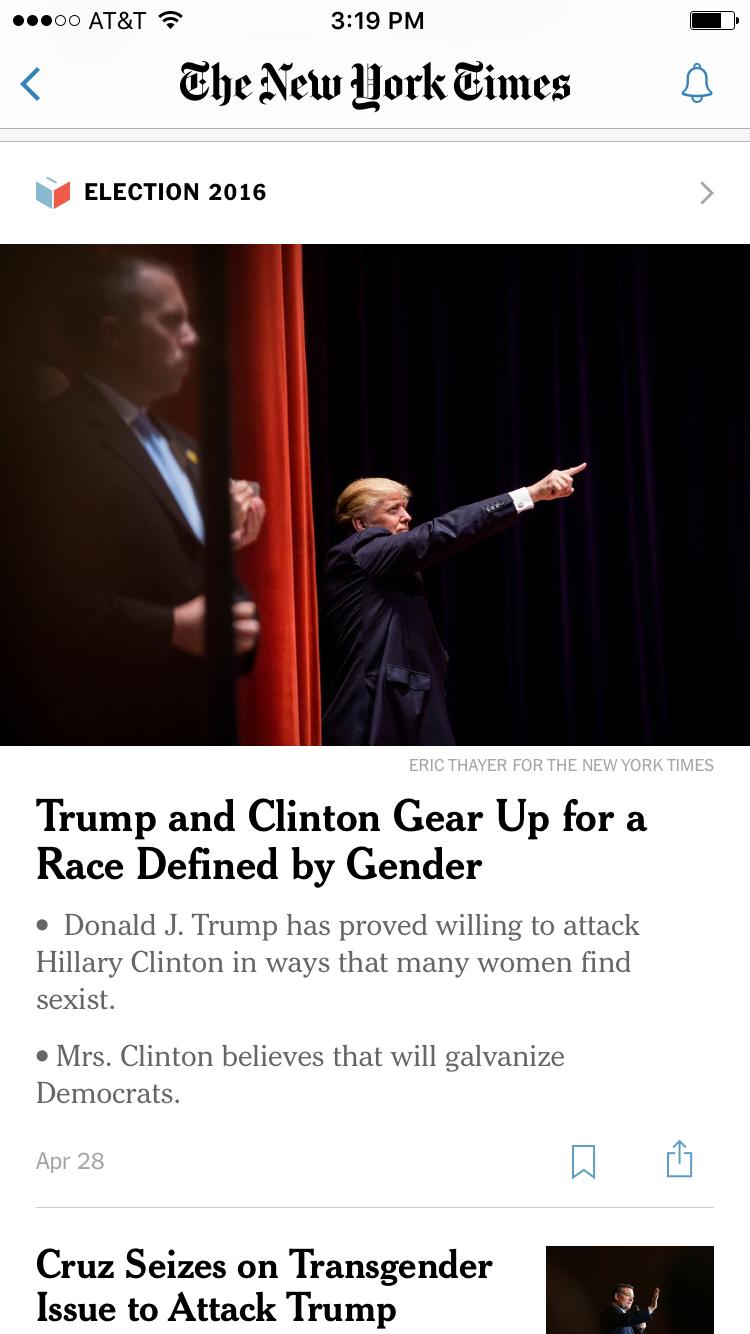 AT&T 3:19 PM
The New York Times
ELECTION 2016
ERIC THAYER FOR THE NEW YORK TIMES
Trump and Clinton Gear Up for a
Race Defined by Gender
• Donald J. Trump has proved willing to attack
Hillary Clinton in ways that many women find
sexist.
• Mrs. Clinton believes that will galvanize
Democrats.
Apr 28
Cruz Seizes on Transgender
Issue to Attack Trump